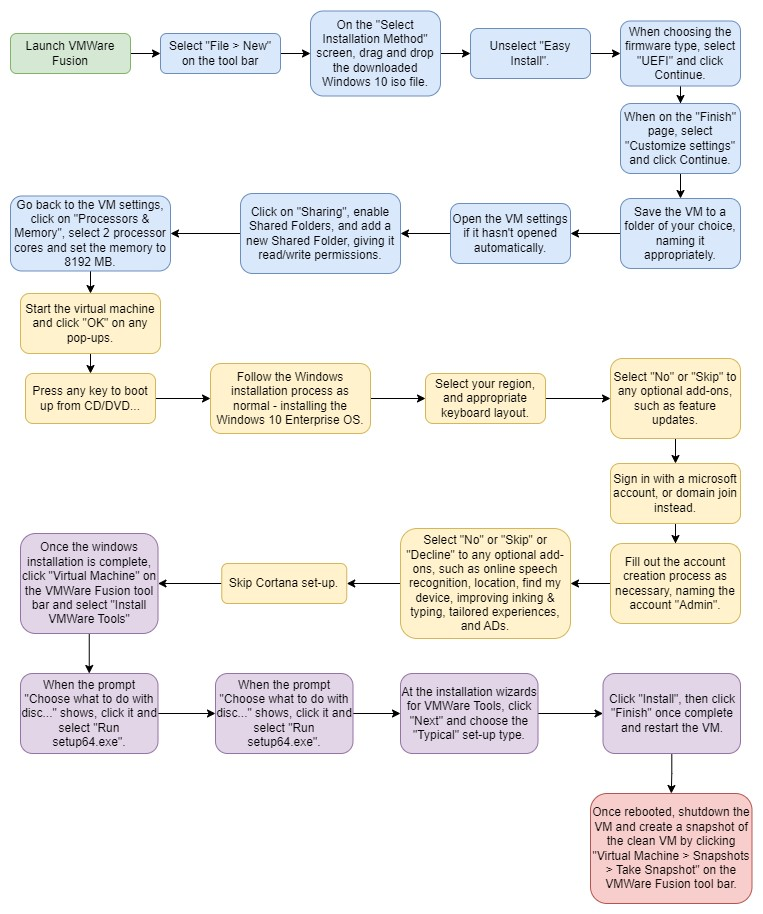 Launch VMWare
Fusion
Select "File > New"
on the tool bar
On the "Select
Installation Method"
screen, drag and drop
the downloaded
Windows 10 iso file.
Unselect "Easy
Install".
When choosing the
firmware type, select
"UEFI" and click
Continue.
When on the "Finish"
page, select
"Customize settings"
and click Continue.
Save the VM to a
folder of your choice,
naming it
appropriately.
Open the VM settings
if it hasn't opened
automatically.
Click on "Sharing", enable
Shared Folders, and add a
new Shared Folder, giving it
read/write permissions.
Go back to the VM settings,
click on "Processors &
Memory", select 2 processor
cores and set the memory to
8192 MB.
Start the virtual machine
and click "OK" on any
pop-ups.
Press any key to boot
up from CD/DVD...
Follow the Windows
installation process as
normal - installing the
Windows 10 Enterprise OS.
Select your region,
and appropriate
keyboard layout.
Select "No" or "Skip" to
any optional add-ons,
such as feature
updates.
Sign in with a microsoft
account, or domain join
instead.
Fill out the account
creation process as
necessary, naming the
account "Admin".
Select "No" or "Skip" or
"Decline" to any optional add-
ons, such as online speech
recognition, location, find my
device, improving inking &
typing, tailored experiences,
and ADs.
Skip Cortana set-up.
Once the windows
installation is complete,
click "Virtual Machine" on
the VMWare Fusion tool
bar and select "Install
VMWare Tools"
When the prompt
"Choose what to do with
disc..." shows, click it and
select "Run
setup64.exe".
When the prompt
"Choose what to do with
disc..." shows, click it and
select "Run
setup64.exe".
At the installation wizards
for VMWare Tools, click
"Next" and choose the
"Typical" set-up type.
Click "Install", then click
"Finish" once complete
and restart the VM.
Once rebooted, shutdown the
VM and create a snapshot of
the clean VM by clicking
"Virtual Machine > Snapshots
> Take Snapshot" on the
VMWare Fusion tool bar.